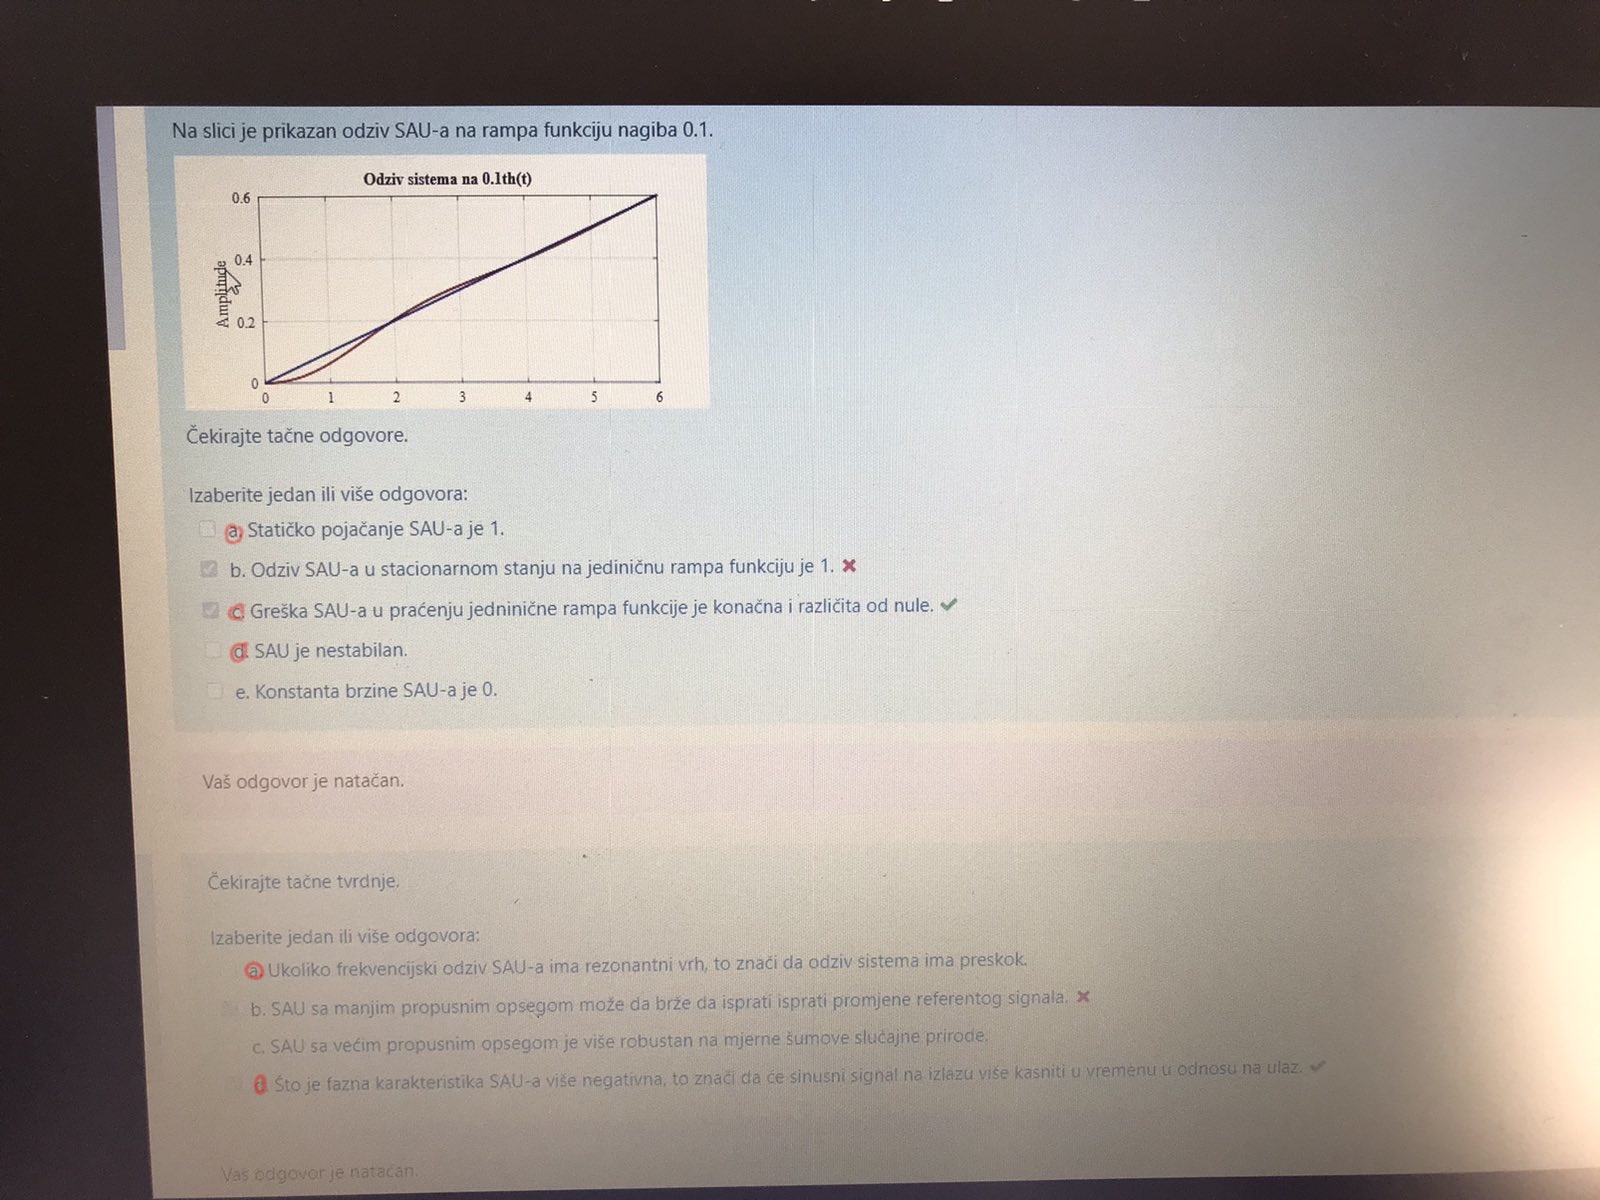 Na slici je prikazan odziv SAU-a na rampa funkciju nagiba 0.1.
Odziv sistema na 0.1th(t)
0.6
0.4
0.2
0
Amplitude
0 1 2 3 4 5 6
Čekirajte tačne odgovore.
Izaberite jedan ili više odgovora:
a. Statičko pojačanje SAU-a je 1.
b. Odziv SAU-a u stacionarnom stanju na jediničnu rampa funkciju je 1. ✖
c. Greška SAU-a u praćenju jedninične rampa funkcije je konačna i različita od nule. ✔
d. SAU je nestabilan.
e. Konstanta brzine SAU-a je 0.
Vaš odgovor je natačan.
Čekirajte tačne tvrdnje.
Izaberite jedan ili više odgovora:
a. Ukoliko frekvencijski odziv SAU-a ima rezonantni vrh, to znači da odziv sistema ima preskok.
b. SAU sa manjim propusnim opsegom može da brže da isprati isprati promjene referentog signala. ✖
c. SAU sa većim propusnim opsegom je više robustan na mjerne šumove slučajne prirode.
d. Što je fazna karakteristika SAU-a više negativna, to znači da će sinusni signal na izlazu više kasniti u vremenu u odnosu na ulaz. ✔
Vaš odgovor je natačan.